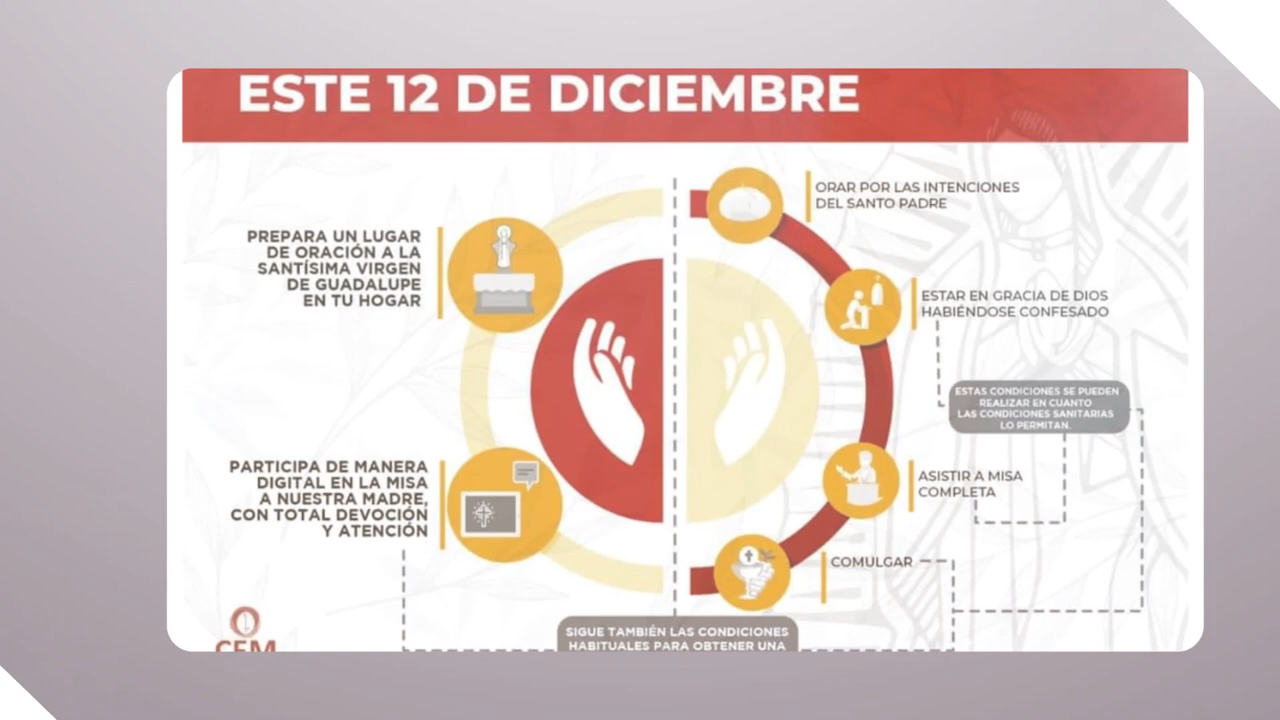 ESTE 12 DE DICIEMBRE
PREPARA UN LUGAR
DE ORACIÓN A LA
SANTÍSIMA VIRGEN
DE GUADALUPE
EN TU HOGAR
PARTICIPA DE MANERA
DIGITAL EN LA MISA
A NUESTRA MADRE,
CON TOTAL DEVOCIÓN
Y ATENCIÓN
ORAR POR LAS INTENCIONES
DEL SANTO PADRE
ESTAR EN GRACIA DE DIOS
HABIÉNDOSE CONFESADO
ESTAS CONDICIONES SE PUEDEN
REALIZAR EN CUANTO
LAS CONDICIONES SANITARIAS
LO PERMITAN.
ASISTIR A MISA
COMPLETA
COMULGAR
SIGUE TAMBIÉN LAS CONDICIONES
HABITUALES PARA OBTENER UNA
CEM